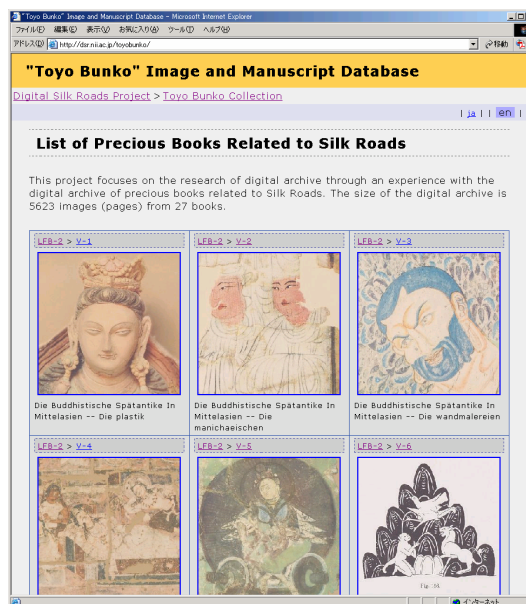 "Toyo Bunko" Image and Manuscript Database - Microsoft Internet Explorer
ファイル(F) 編集(E) 表示(V) お気に入り(A) ツール(T) ヘルプ(H)
アドレス(D) http://dsr.nii.ac.jp/toyobunko/ 移動
"Toyo Bunko" Image and Manuscript Database
Digital Silk Roads Project > Toyo Bunko Collection
| ja | | en |
List of Precious Books Related to Silk Roads
This project focuses on the research of digital archive through an experience with the
digital archive of precious books related to Silk Roads. The size of the digital archive is
5623 images (pages) from 27 books.
LFB-2 > V-1 LFB-2 > V-2 LFB-2 > V-3
Die Buddhistische Spätantike In Die Buddhistische Spätantike In Die Buddhistische Spätantike In
Mittelasien -- Die plastik Mittelasien -- Die Mittelasien -- Die wandmalereien
manichaeischen
LFB-2 > V-4 LFB-2 > V-5 LFB-2 > V-6
インターネット